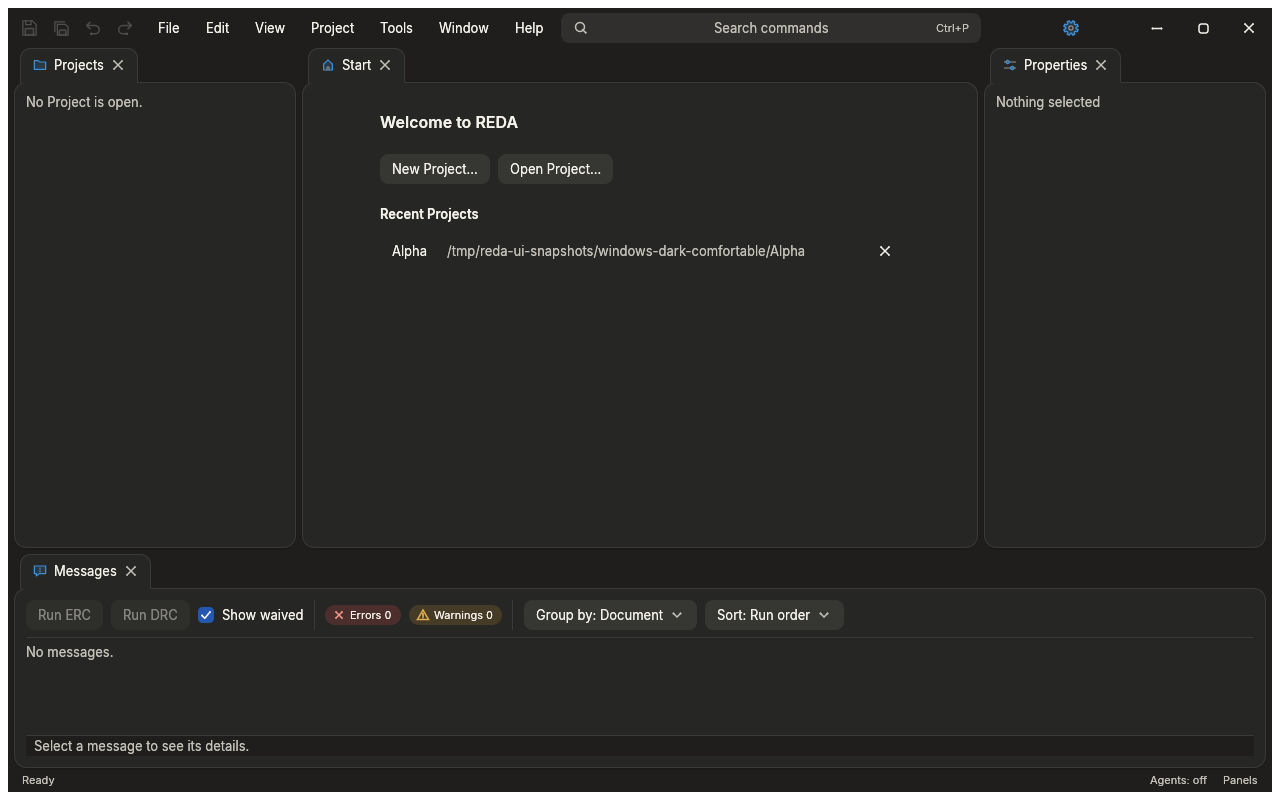 File Edit View Project Tools Window Help Search commands Ctrl+P
Projects
Start
Properties
No Project is open.
Welcome to REDA
New Project...
Open Project...
Recent Projects
Alpha /tmp/reda-ui-snapshots/windows-dark-comfortable/Alpha
Nothing selected
Messages
Run ERC Run DRC Show waived Errors 0 Warnings 0 Group by: Document Sort: Run order
No messages.
Select a message to see its details.
Ready Agents: off Panels